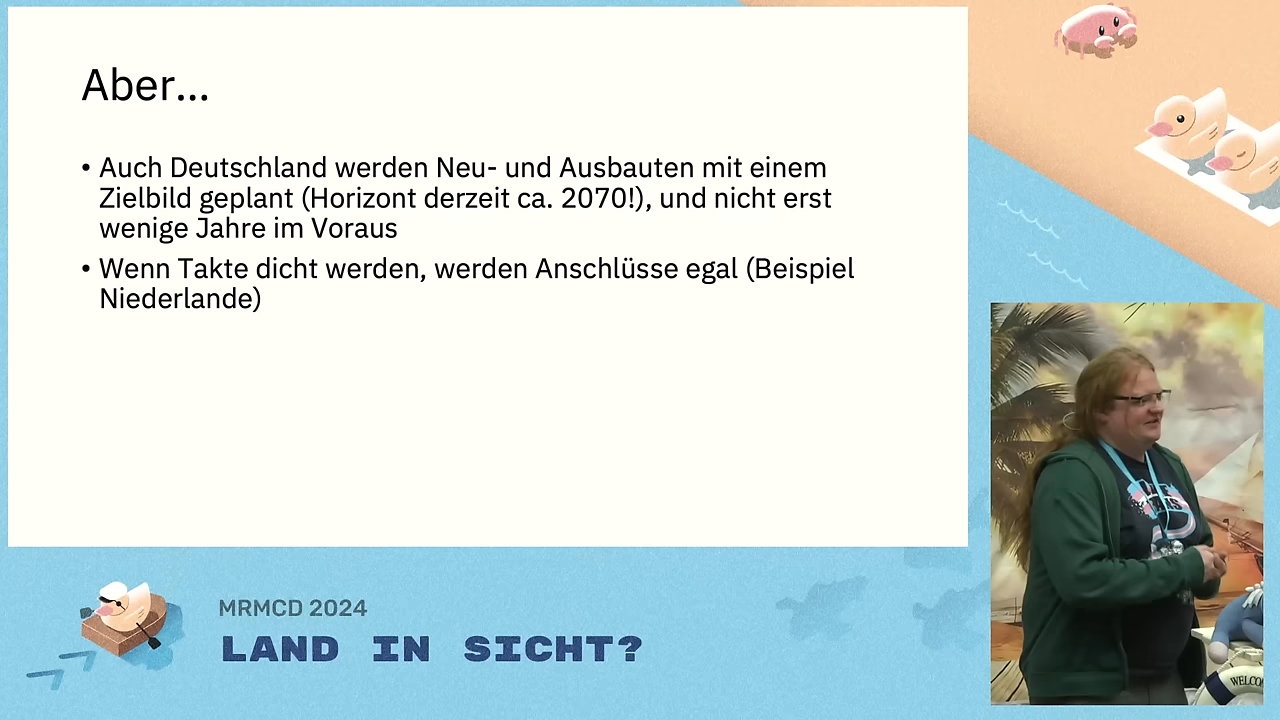 Aber...
• Auch Deutschland werden Neu- und Ausbauten mit einem
Zielbild geplant (Horizont derzeit ca. 2070!), und nicht erst
wenige Jahre im Voraus
• Wenn Takte dicht werden, werden Anschlüsse egal (Beispiel
Niederlande)
MRMCD 2024
LAND IN SICHT?